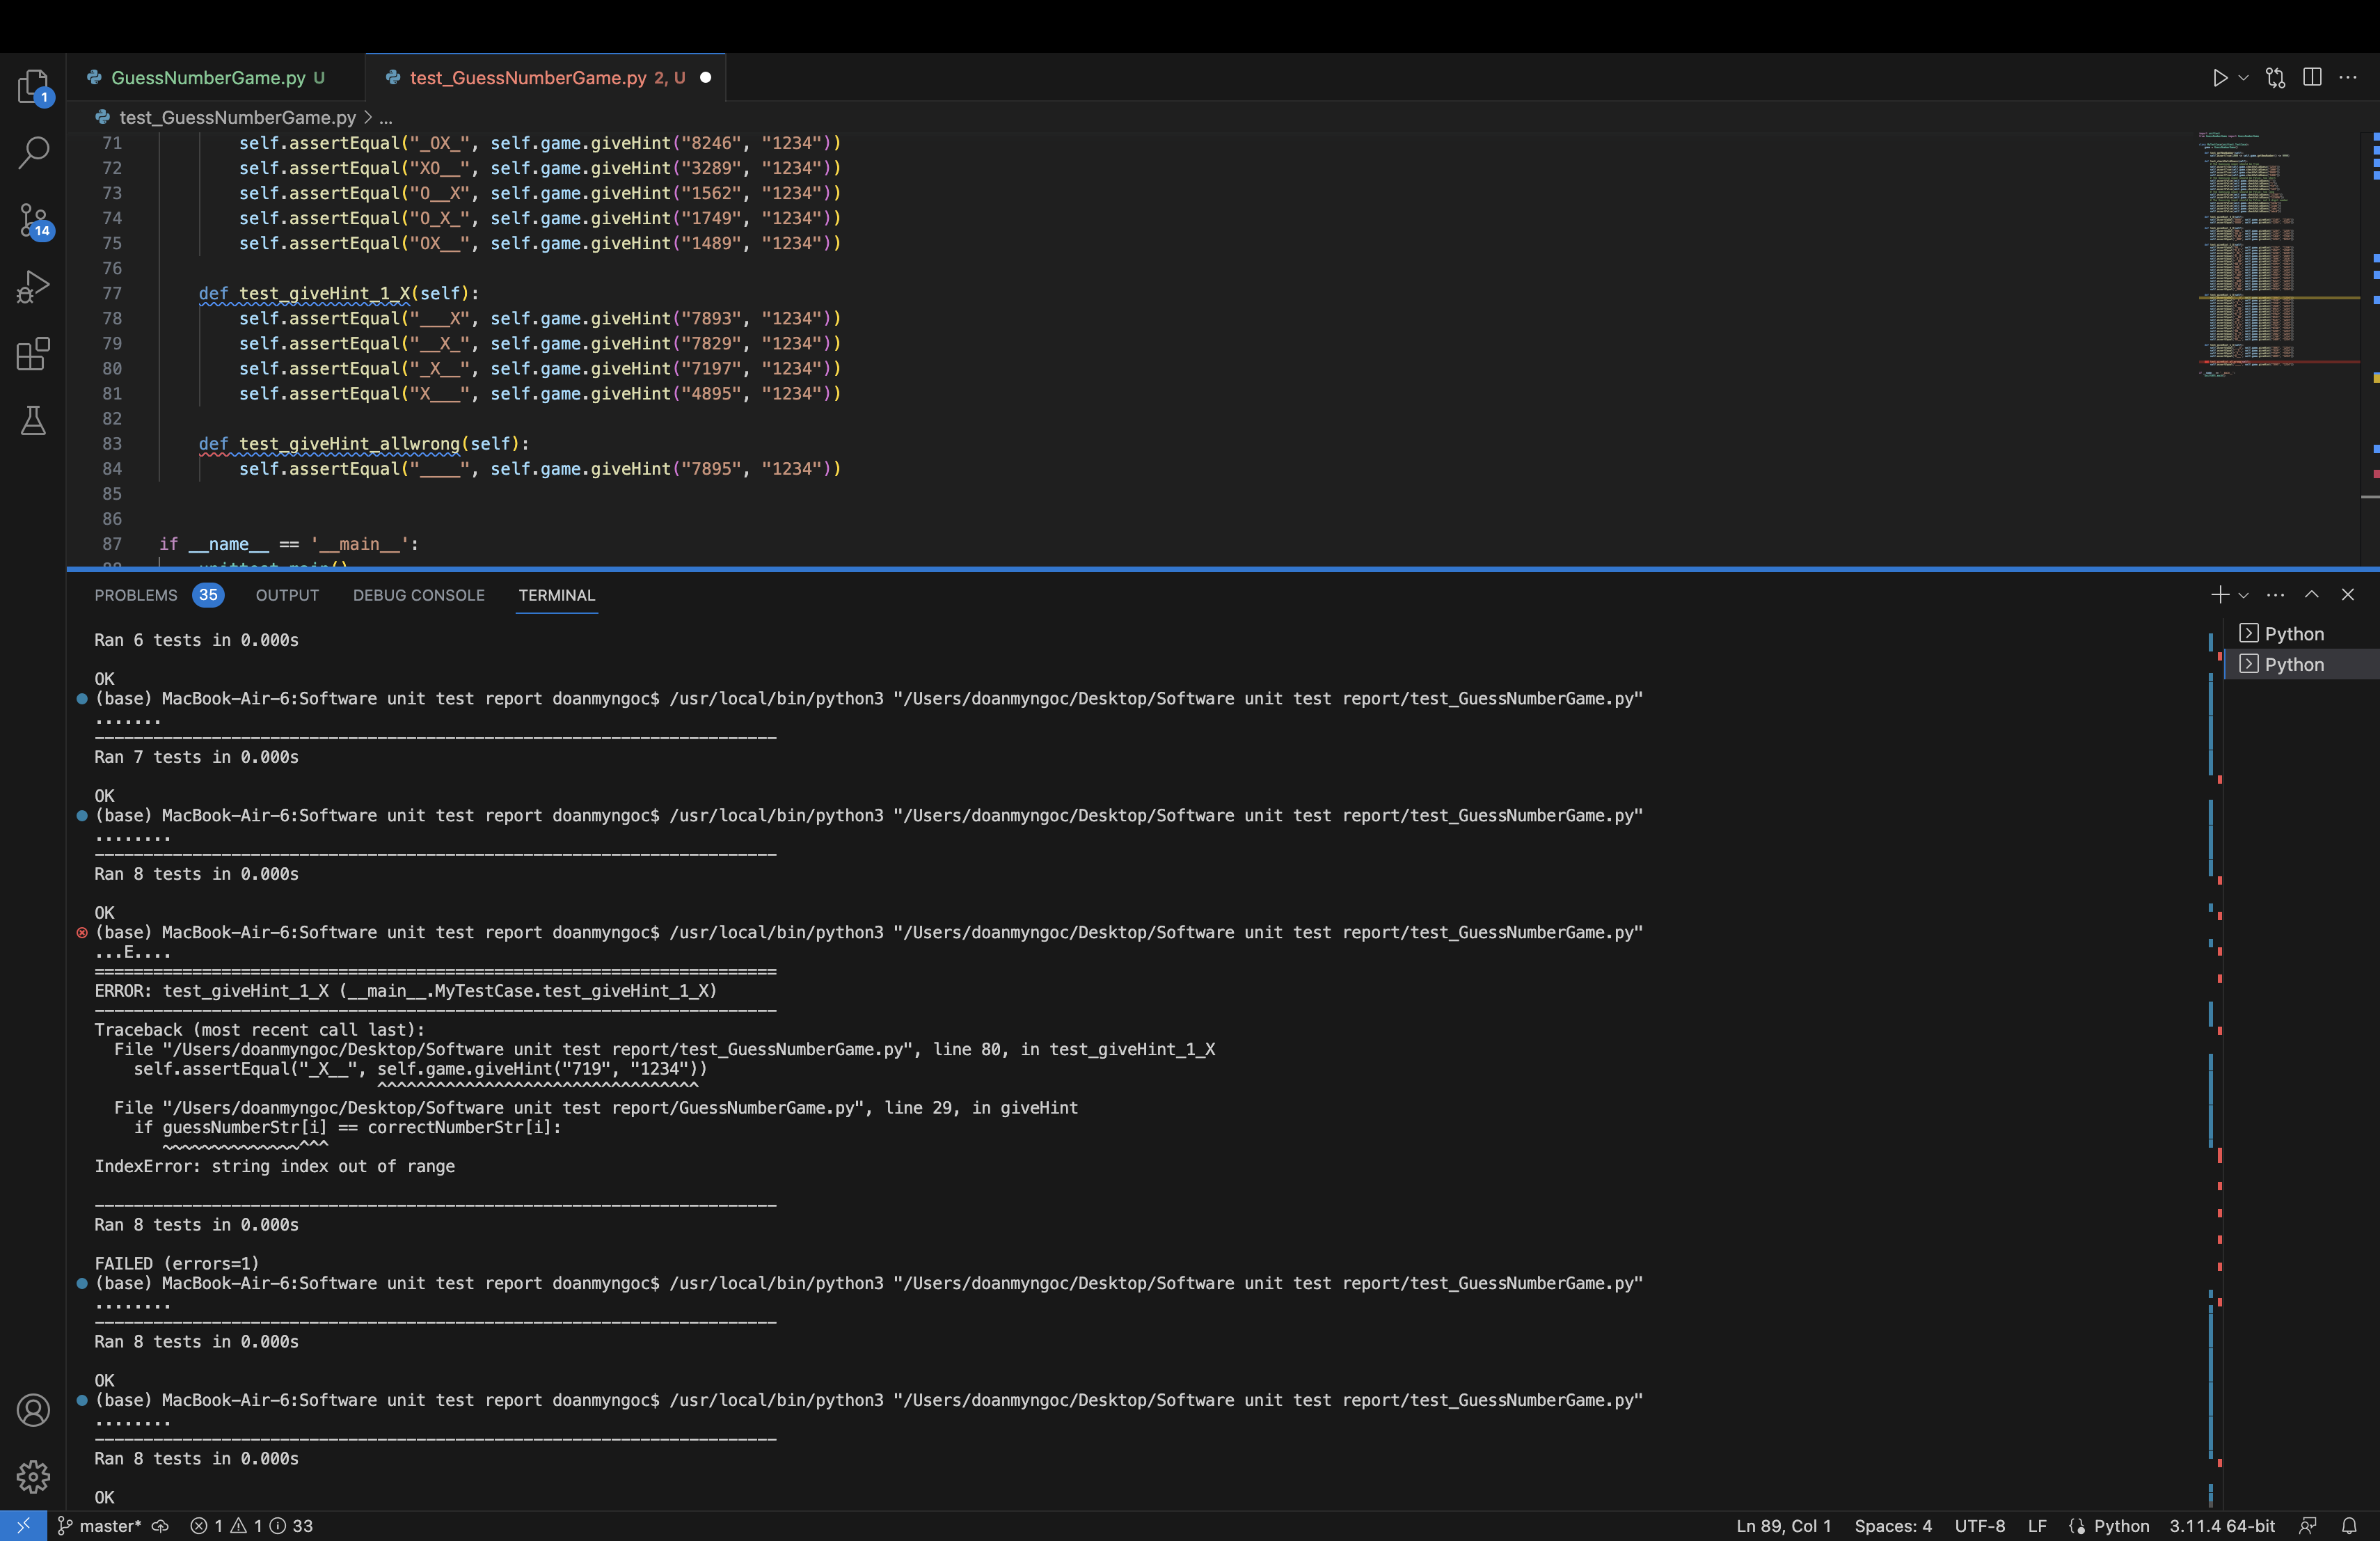 GuessNumberGame.py U
test_GuessNumberGame.py 2, U
test_GuessNumberGame.py > ...
1
14
71 self.assertEqual("_OX_", self.game.giveHint("8246", "1234"))
72 self.assertEqual("XO__", self.game.giveHint("3289", "1234"))
73 self.assertEqual("O__X", self.game.giveHint("1562", "1234"))
74 self.assertEqual("O_X_", self.game.giveHint("1749", "1234"))
75 self.assertEqual("OX__", self.game.giveHint("1489", "1234"))
76
77 def test_giveHint_1_X(self):
78 self.assertEqual("___X", self.game.giveHint("7893", "1234"))
79 self.assertEqual("__X_", self.game.giveHint("7829", "1234"))
80 self.assertEqual("_X__", self.game.giveHint("7197", "1234"))
81 self.assertEqual("X___", self.game.giveHint("4895", "1234"))
82
83 def test_giveHint_allwrong(self):
84 self.assertEqual("____", self.game.giveHint("7895", "1234"))
85
86
87 if __name__ == '__main__':
88 unittest.main()
PROBLEMS 35 OUTPUT DEBUG CONSOLE TERMINAL
Python
Python
Ran 6 tests in 0.000s
OK
(base) MacBook-Air-6:Software unit test report doanmyngoc$ /usr/local/bin/python3 "/Users/doanmyngoc/Desktop/Software unit test report/test_GuessNumberGame.py"
.......
----------------------------------------------------------------------
Ran 7 tests in 0.000s
OK
(base) MacBook-Air-6:Software unit test report doanmyngoc$ /usr/local/bin/python3 "/Users/doanmyngoc/Desktop/Software unit test report/test_GuessNumberGame.py"
........
----------------------------------------------------------------------
Ran 8 tests in 0.000s
OK
(base) MacBook-Air-6:Software unit test report doanmyngoc$ /usr/local/bin/python3 "/Users/doanmyngoc/Desktop/Software unit test report/test_GuessNumberGame.py"
...E....
======================================================================
ERROR: test_giveHint_1_X (__main__.MyTestCase.test_giveHint_1_X)
----------------------------------------------------------------------
Traceback (most recent call last):
File "/Users/doanmyngoc/Desktop/Software unit test report/test_GuessNumberGame.py", line 80, in test_giveHint_1_X
self.assertEqual("_X__", self.game.giveHint("719", "1234"))
^^^^^^^^^^^^^^^^^^^^^^^^^^^^^^^^^
File "/Users/doanmyngoc/Desktop/Software unit test report/GuessNumberGame.py", line 29, in giveHint
if guessNumberStr[i] == correctNumberStr[i]:
~~~~~~~~~~~~~~^^^
IndexError: string index out of range
----------------------------------------------------------------------
Ran 8 tests in 0.000s
FAILED (errors=1)
(base) MacBook-Air-6:Software unit test report doanmyngoc$ /usr/local/bin/python3 "/Users/doanmyngoc/Desktop/Software unit test report/test_GuessNumberGame.py"
........
----------------------------------------------------------------------
Ran 8 tests in 0.000s
OK
(base) MacBook-Air-6:Software unit test report doanmyngoc$ /usr/local/bin/python3 "/Users/doanmyngoc/Desktop/Software unit test report/test_GuessNumberGame.py"
........
----------------------------------------------------------------------
Ran 8 tests in 0.000s
OK
master* 1 1 33
Ln 89, Col 1 Spaces: 4 UTF-8 LF Python 3.11.4 64-bit